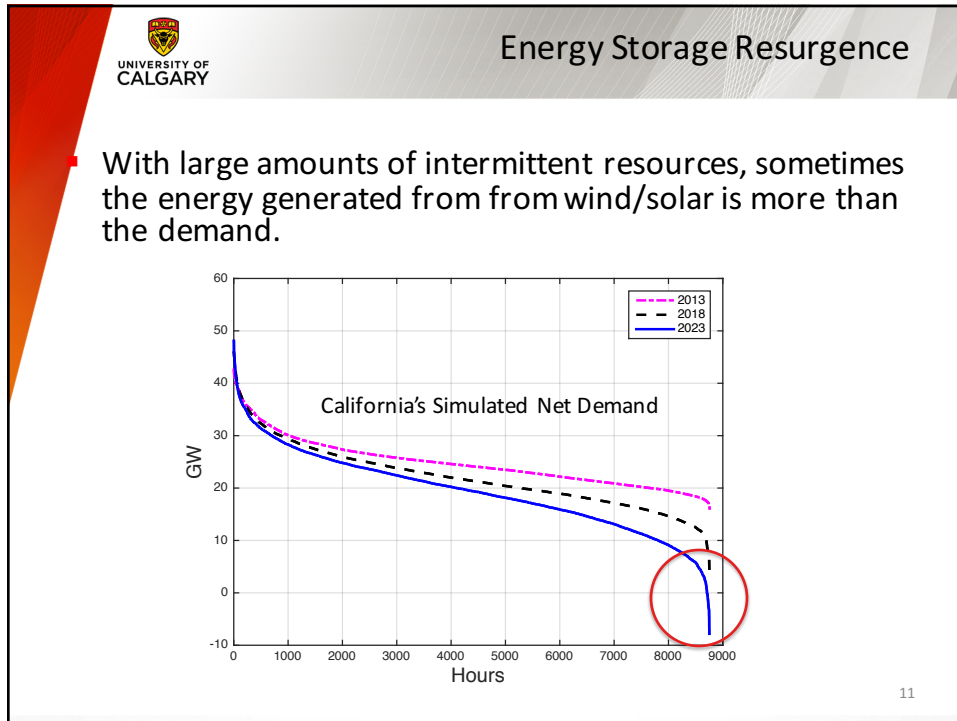 UNIVERSITY OF
CALGARY
Energy Storage Resurgence
With large amounts of intermittent resources, sometimes
the energy generated from from wind/solar is more than
the demand.
60
50
40
30
20
10
0
-10
GW
2013
2018
2023
California's Simulated Net Demand
0 1000 2000 3000 4000 5000 6000 7000 8000 9000
Hours
11